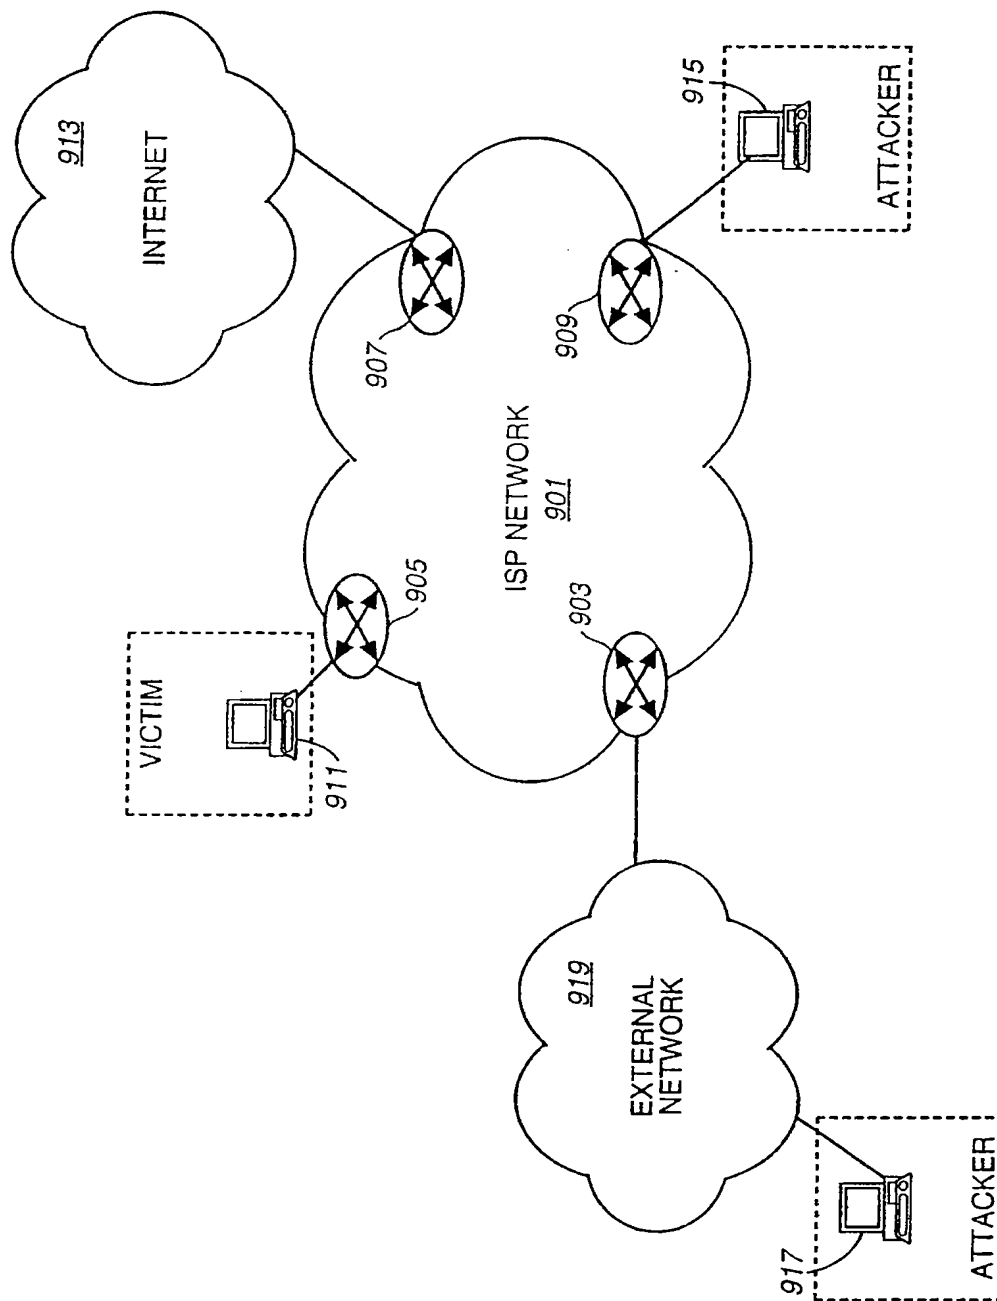 VICTIM
911
905
INTERNET
913
907
ISP NETWORK
901
903
909
915
ATTACKER
EXTERNAL
NETWORK
919
917
ATTACKER